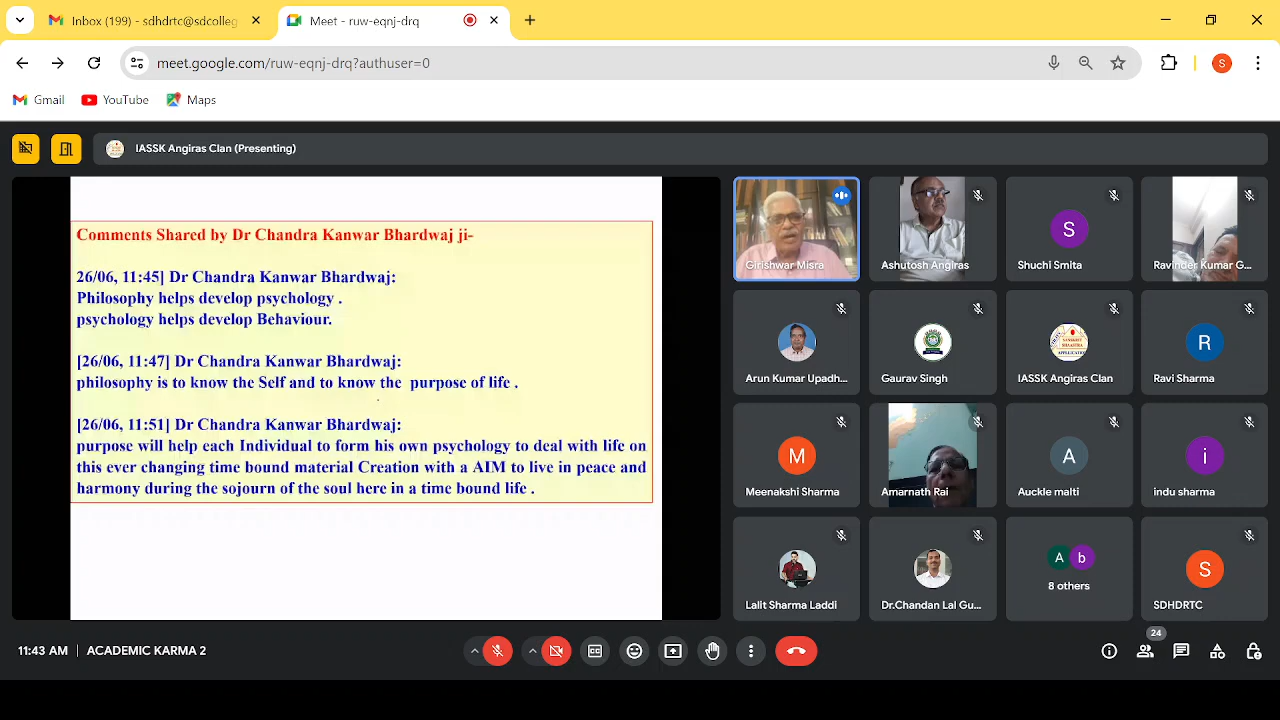 Inbox (199) - sdhdrtc@sdcolleg
Meet - ruw-eqnj-drq
meet.google.com/ruw-eqnj-drq?authuser=0
S
Gmail
YouTube
Maps
IASSK Angiras Clan (Presenting)
Comments Shared by Dr Chandra Kanwar Bhardwaj ji-
26/06, 11:45] Dr Chandra Kanwar Bhardwaj:
Philosophy helps develop psychology .
psychology helps develop Behaviour.
[26/06, 11:47] Dr Chandra Kanwar Bhardwaj:
philosophy is to know the Self and to know the purpose of life .
[26/06, 11:51] Dr Chandra Kanwar Bhardwaj:
purpose will help each Individual to form his own psychology to deal with life on
this ever changing time bound material Creation with a AIM to live in peace and
harmony during the sojourn of the soul here in a time bound life .
Girishwar Misra
Ashutosh Angiras
S
Shuchi Smita
Ravinder Kumar G...
Arun Kumar Upadh...
Gaurav Singh
SANSKRIT
SHAASTRA
APPLICATION
IASSK Angiras Clan
R
Ravi Sharma
M
Meenakshi Sharma
Amarnath Rai
A
Auckle malti
i
indu sharma
Lalit Sharma Laddi
Dr.Chandan Lal Gu...
A b
8 others
S
SDHDRTC
11:43 AM | ACADEMIC KARMA 2
24